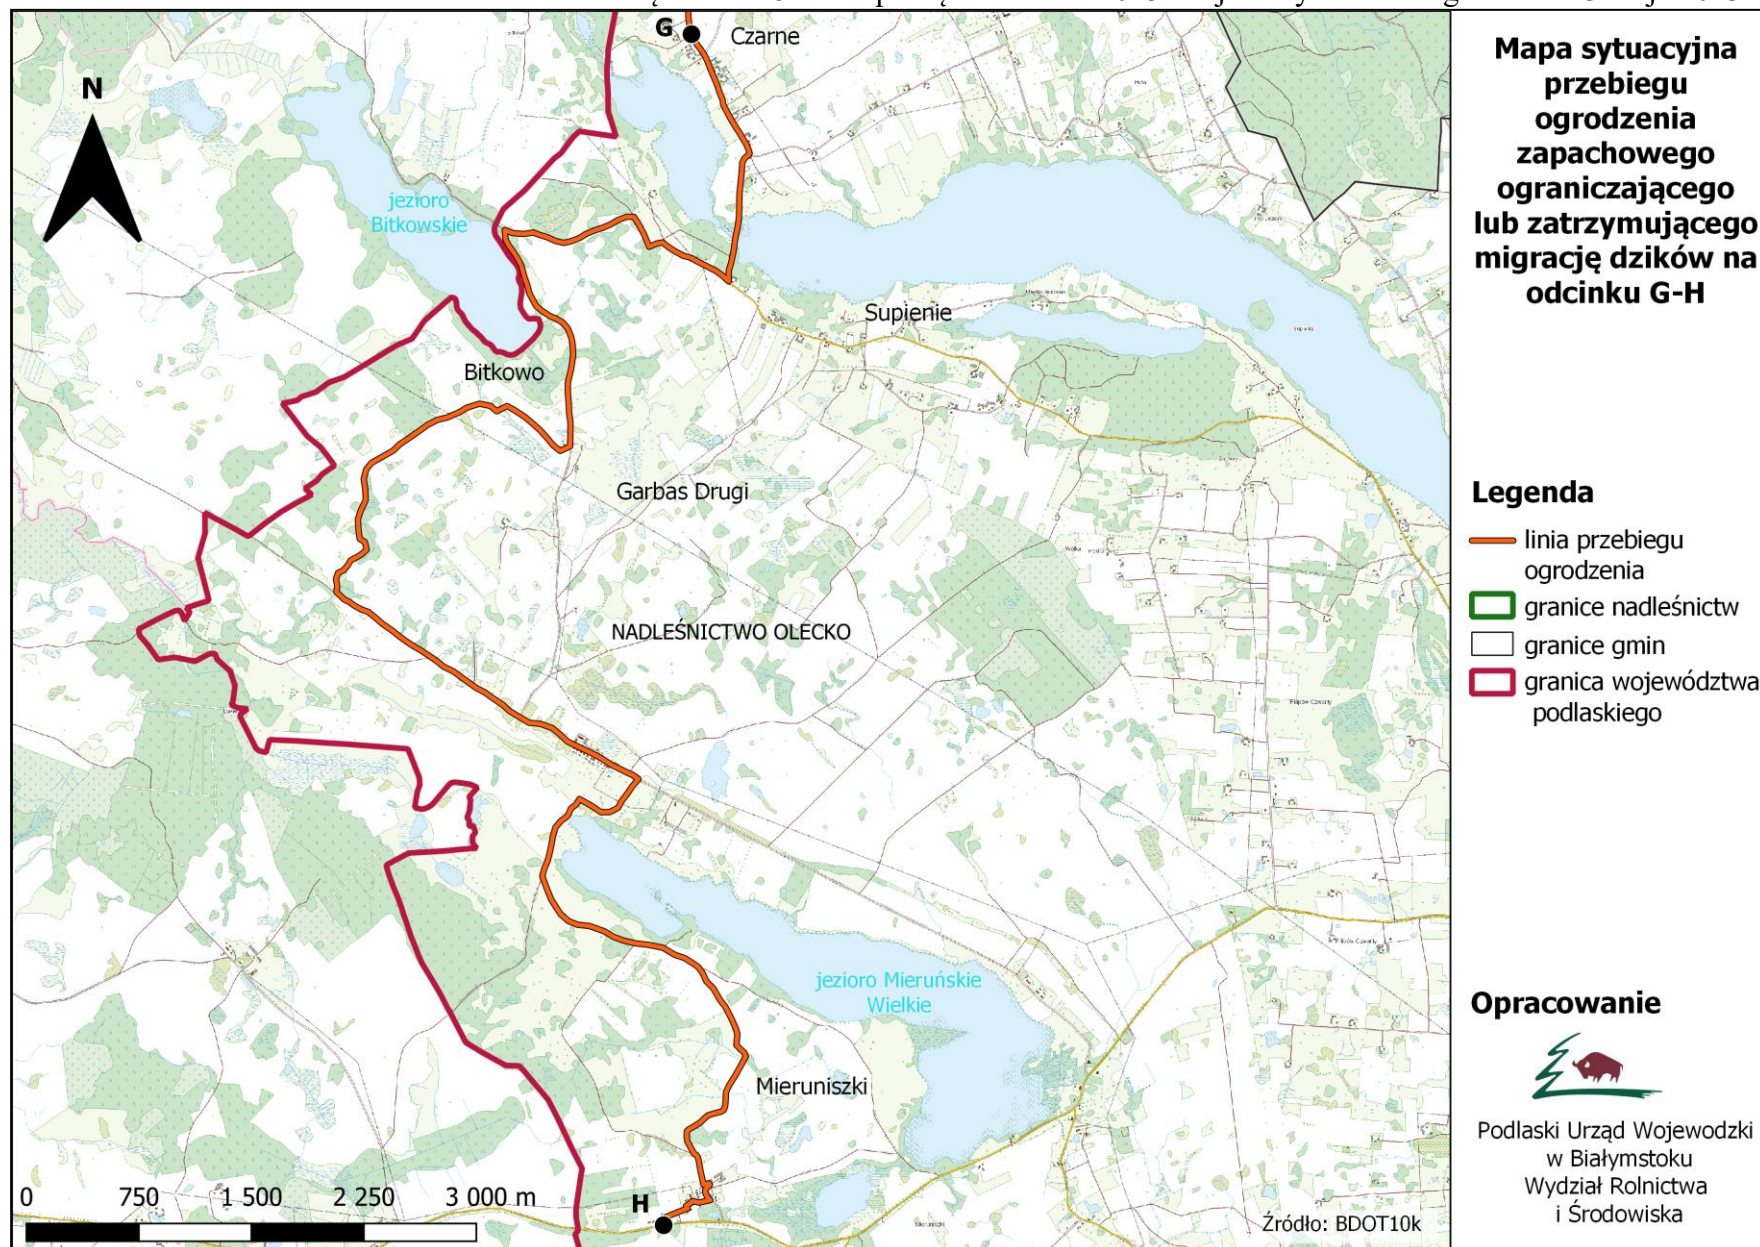 G
Czarne
N
jezioro
Bitkowskie
Supienie
Bitkowo
Garbas Drugi
NADLEŚNICTWO OLECKO
jezioro Mieruńskie
Wielkie
Mieruniszki
H
0 750 1 500 2 250 3 000 m
Źródło: BDOT10k
Mapa sytuacyjna
przebiegu
ogrodzenia
zapachowego
ograniczającego
lub zatrzymującego
migrację dzików na
odcinku G-H
Legenda
linia przebiegu
ogrodzenia
granice nadleśnictw
granice gmin
granica województwa
podlaskiego
Opracowanie
Podlaski Urząd Wojewodzki
w Białymstoku
Wydział Rolnictwa
i Środowiska